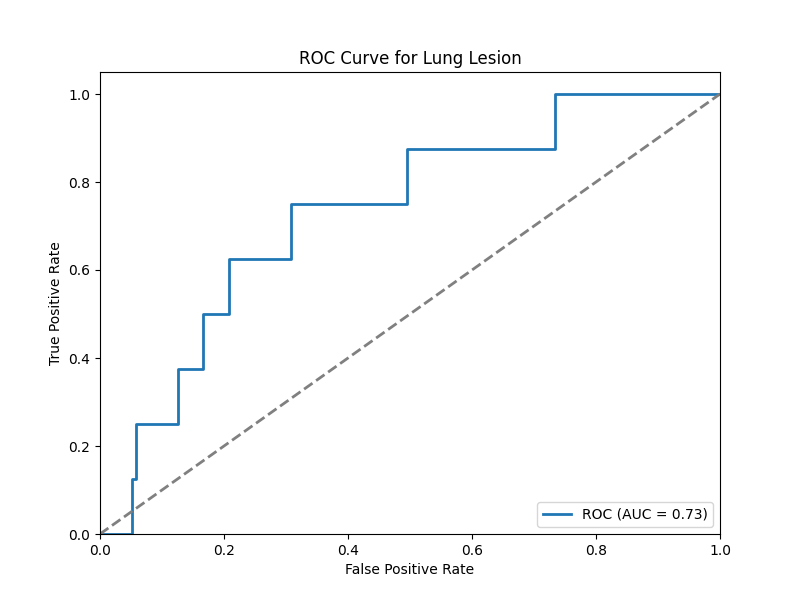 ROC Curve for Lung Lesion
True Positive Rate
1.0
0.8
0.6
0.4
0.2
0.0
0.0 0.2 0.4 0.6 0.8 1.0
False Positive Rate
ROC (AUC = 0.73)